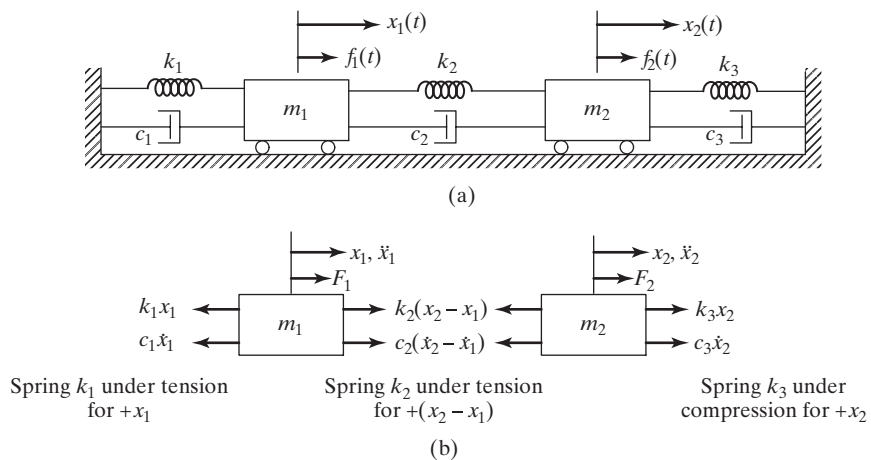 x₁(t) x₂(t)
f₁(t) f₂(t)
k₁ k₂ k₃
m₁ m₂
c₁ c₂ c₃
(a)
x₁, ẍ₁ x₂, ẍ₂
F₁ F₂
k₁x₁ k₂(x₂ – x₁) k₃x₂
m₁ m₂
c₁ẋ₁ c₂(ẋ₂ – ẋ₁) c₃ẋ₂
Spring k₁ under tension Spring k₂ under tension Spring k₃ under
for +x₁ for +(x₂ – x₁) compression for +x₂
(b)